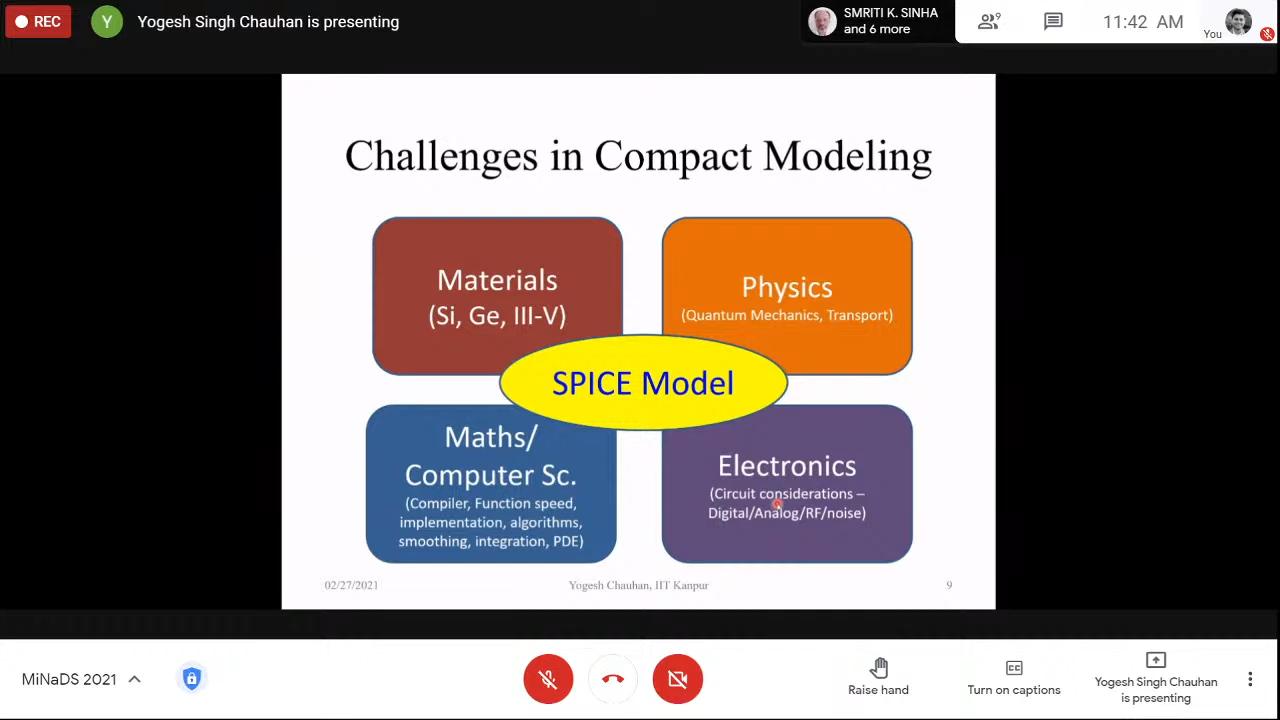 REC
Y
Yogesh Singh Chauhan is presenting
SMRITI K. SINHA
and 6 more
9
11:42 AM
You
Challenges in Compact Modeling
Materials
(Si, Ge, III-V)
Physics
(Quantum Mechanics, Transport)
SPICE Model
Maths/
Computer Sc.
(Compiler, Function speed,
implementation, algorithms,
smoothing, integration, PDE)
Electronics
(Circuit considerations –
Digital/Analog/RF/noise)
02/27/2021
Yogesh Chauhan, IIT Kanpur
9
MiNaDS 2021
Raise hand
CC
Turn on captions
Yogesh Singh Chauhan
is presenting